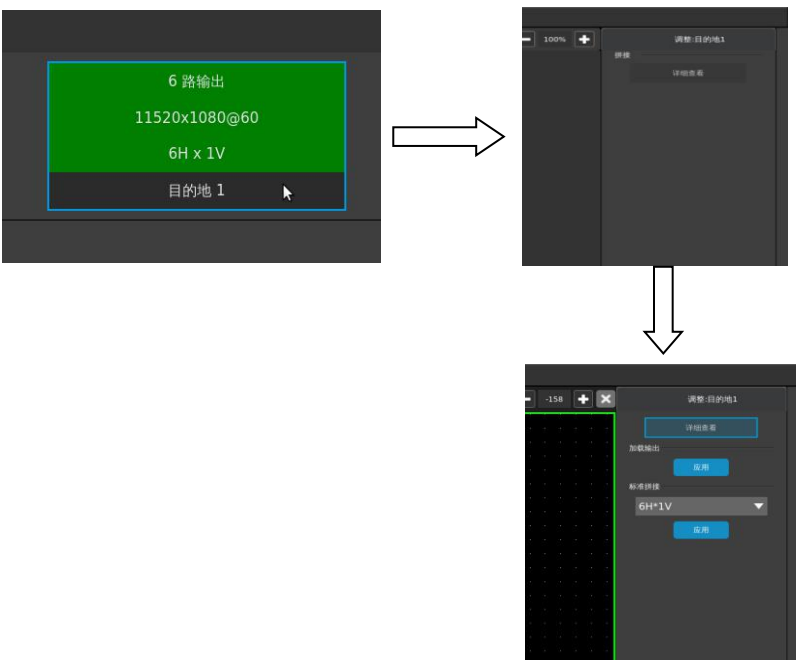 6 路输出
11520x1080@60
6H x 1V
目的地 1
100%
调整:目的地1
拼接
详细查看
-158
调整:目的地1
详细查看
加载输出
应用
标准拼接
6H*1V
应用